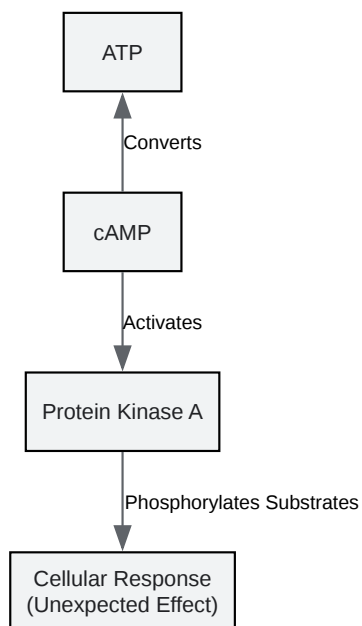 ATP
Converts
cAMP
Activates
Protein Kinase A
Phosphorylates Substrates
Cellular Response
(Unexpected Effect)